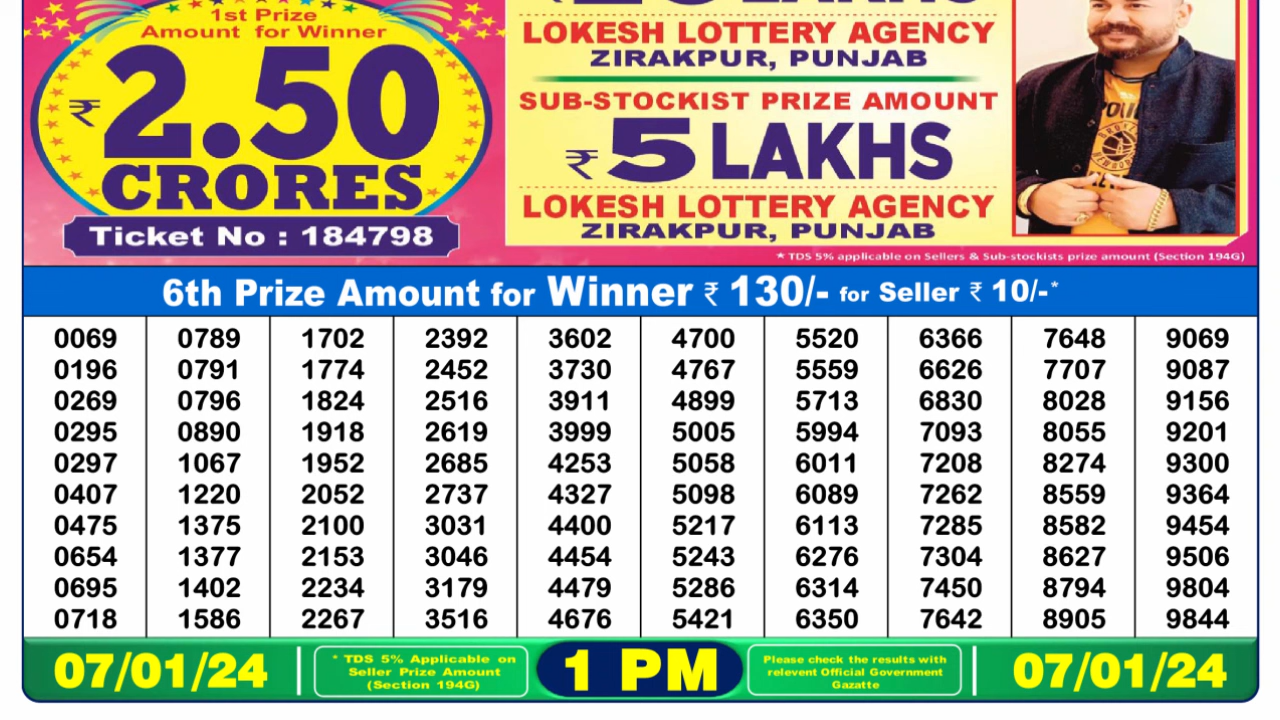 1st Prize
Amount for Winner
₹2.50
CRORES
Ticket No : 184798
LAKHS
LOKESH LOTTERY AGENCY
ZIRAKPUR, PUNJAB
SUB-STOCKIST PRIZE AMOUNT
₹5 LAKHS
LOKESH LOTTERY AGENCY
ZIRAKPUR, PUNJAB
* TDS 5% applicable on Sellers & Sub-stockists prize amount (Section 194G)
6th Prize Amount for Winner ₹ 130/- for Seller ₹ 10/-*
0069 0789 1702 2392 3602 4700 5520 6366 7648 9069
0196 0791 1774 2452 3730 4767 5559 6626 7707 9087
0269 0796 1824 2516 3911 4899 5713 6830 8028 9156
0295 0890 1918 2619 3999 5005 5994 7093 8055 9201
0297 1067 1952 2685 4253 5058 6011 7208 8274 9300
0407 1220 2052 2737 4327 5098 6089 7262 8559 9364
0475 1375 2100 3031 4400 5217 6113 7285 8582 9454
0654 1377 2153 3046 4454 5243 6276 7304 8627 9506
0695 1402 2234 3179 4479 5286 6314 7450 8794 9804
0718 1586 2267 3516 4676 5421 6350 7642 8905 9844
07/01/24
* TDS 5% Applicable on
Seller Prize Amount
(Section 194G)
1 PM
Please check the results with
relevent Official Government
Gazatte
07/01/24